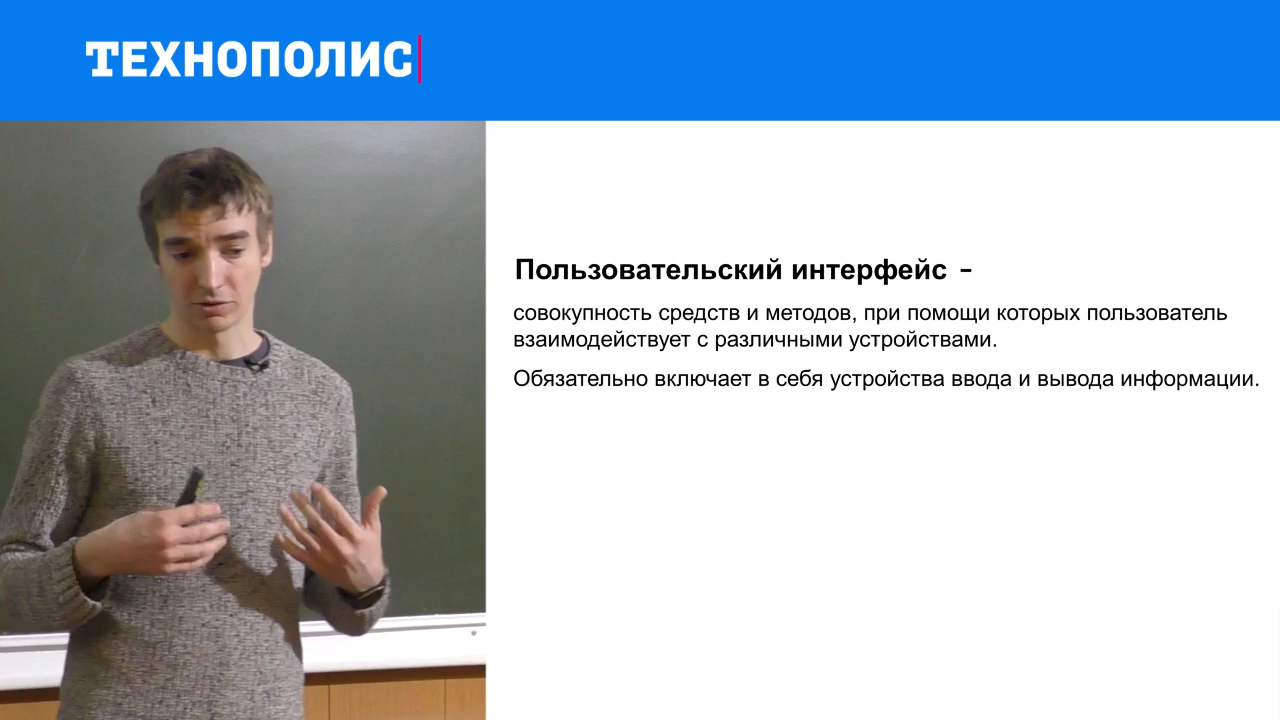 ТЕХНОПОЛИС
Пользовательский интерфейс –
совокупность средств и методов, при помощи которых пользователь
взаимодействует с различными устройствами.
Обязательно включает в себя устройства ввода и вывода информации.